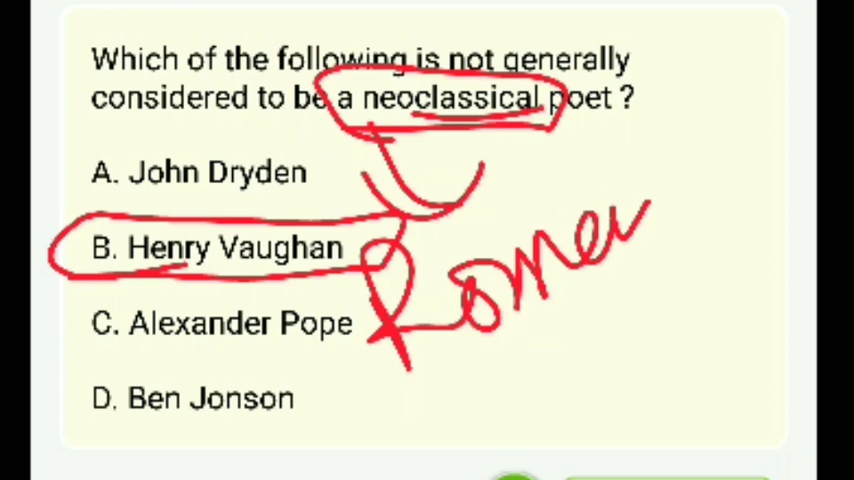 Which of the following is not generally
considered to be a neoclassical poet ?
A. John Dryden
B. Henry Vaughan
C. Alexander Pope
D. Ben Jonson